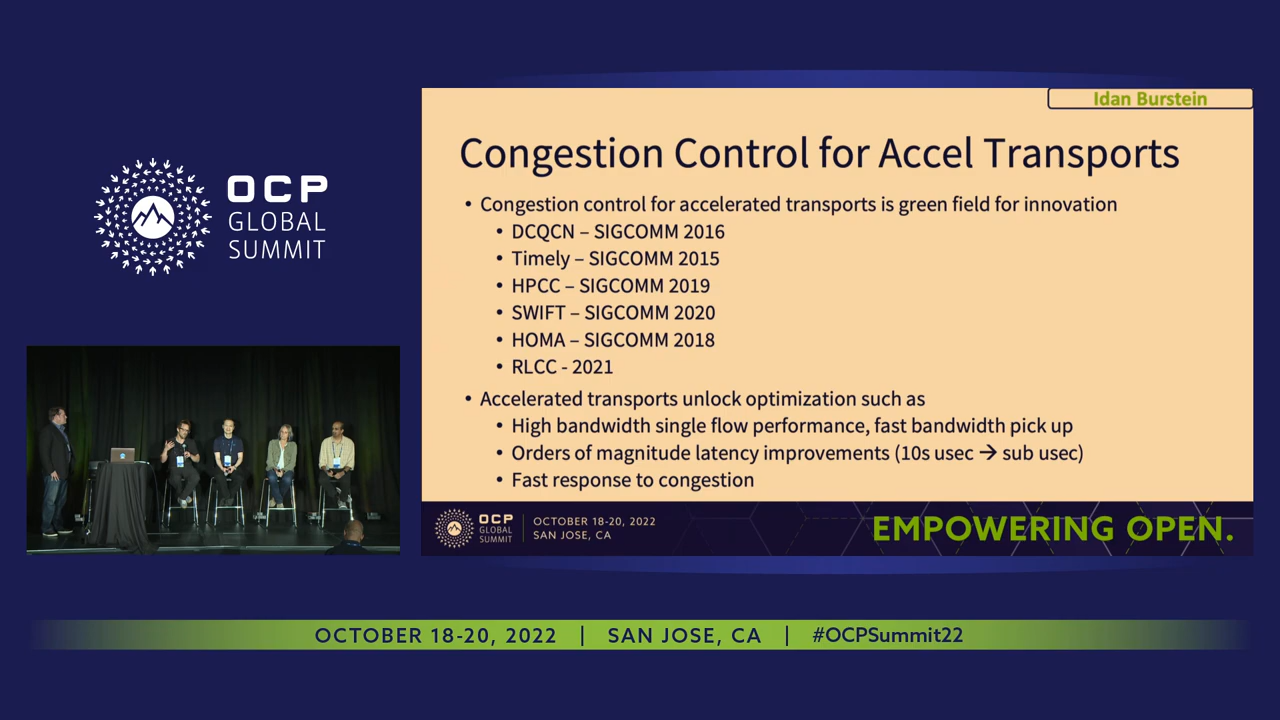 OCP
GLOBAL
SUMMIT
Idan Burstein
Congestion Control for Accel Transports
• Congestion control for accelerated transports is green field for innovation
• DCQCN – SIGCOMM 2016
• Timely – SIGCOMM 2015
• HPCC – SIGCOMM 2019
• SWIFT – SIGCOMM 2020
• HOMA – SIGCOMM 2018
• RLCC - 2021
• Accelerated transports unlock optimization such as
• High bandwidth single flow performance, fast bandwidth pick up
• Orders of magnitude latency improvements (10s usec → sub usec)
• Fast response to congestion
OCP
GLOBAL
SUMMIT
OCTOBER 18-20, 2022
SAN JOSE, CA
EMPOWERING OPEN.
OCTOBER 18-20, 2022 | SAN JOSE, CA | #OCPSummit22